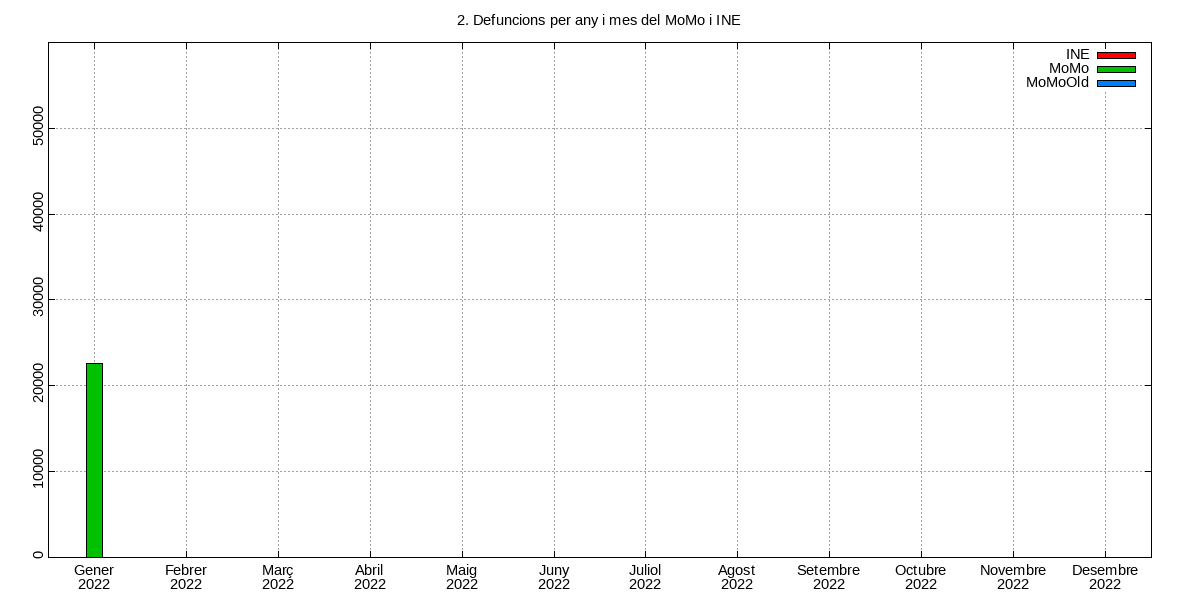 2. Defuncions per any i mes del MoMo i INE
INE
MoMo
MoMoOld
50000
40000
30000
20000
10000
0
Gener Febrer Març Abril Maig Juny Juliol Agost Setembre Octubre Novembre Desembre
2022 2022 2022 2022 2022 2022 2022 2022 2022 2022 2022 2022